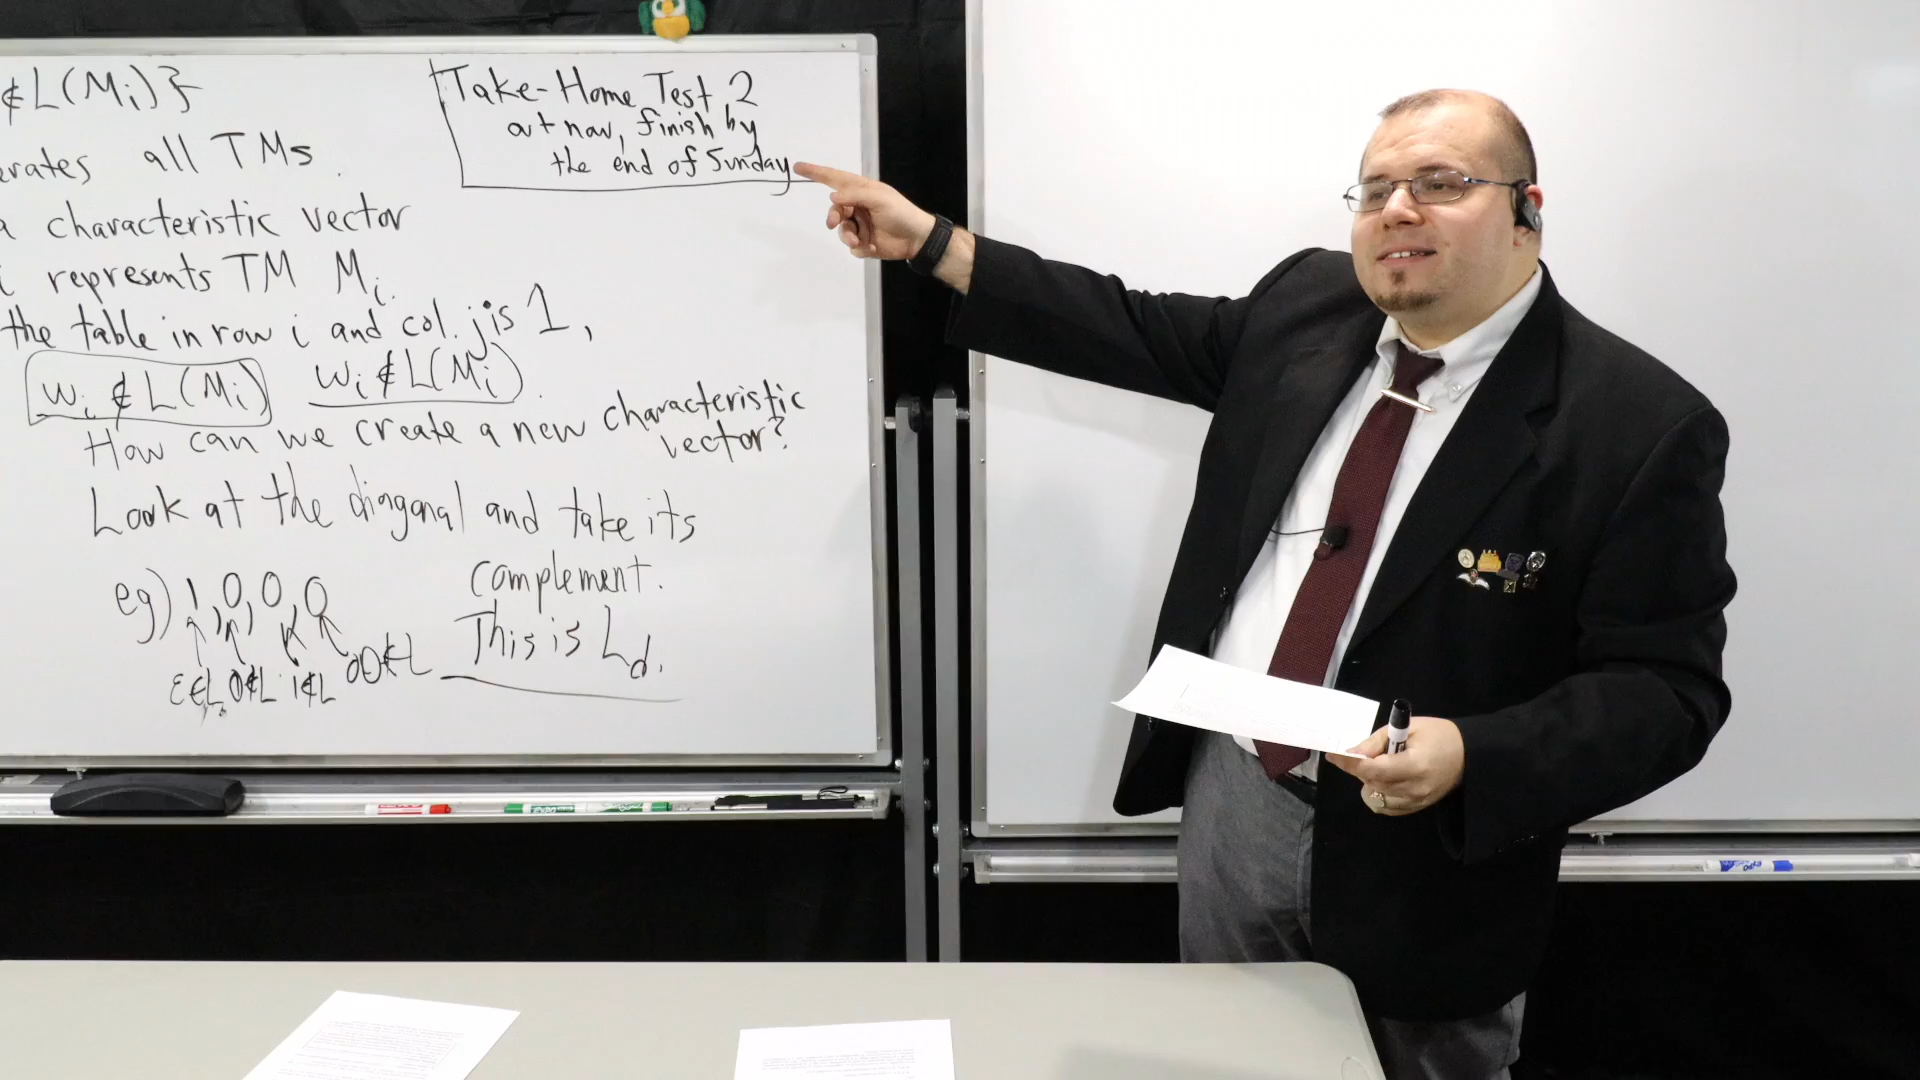 ∉L(Mᵢ)}
erates all TMs.
a characteristic vector
i represents TM Mᵢ.
the table in row i and col. j is 1,
wᵢ∉L(Mᵢ) wᵢ∉L(Mᵢ).
How can we create a new characteristic
vector?
Look at the diagonal and take its
complement.
eg) 1, 0, 0, 0
This is L_d.
ε∈L 0∉L 1∉L 00∉L
Take-Home Test 2
out now, finish by
the end of Sunday
EXPO